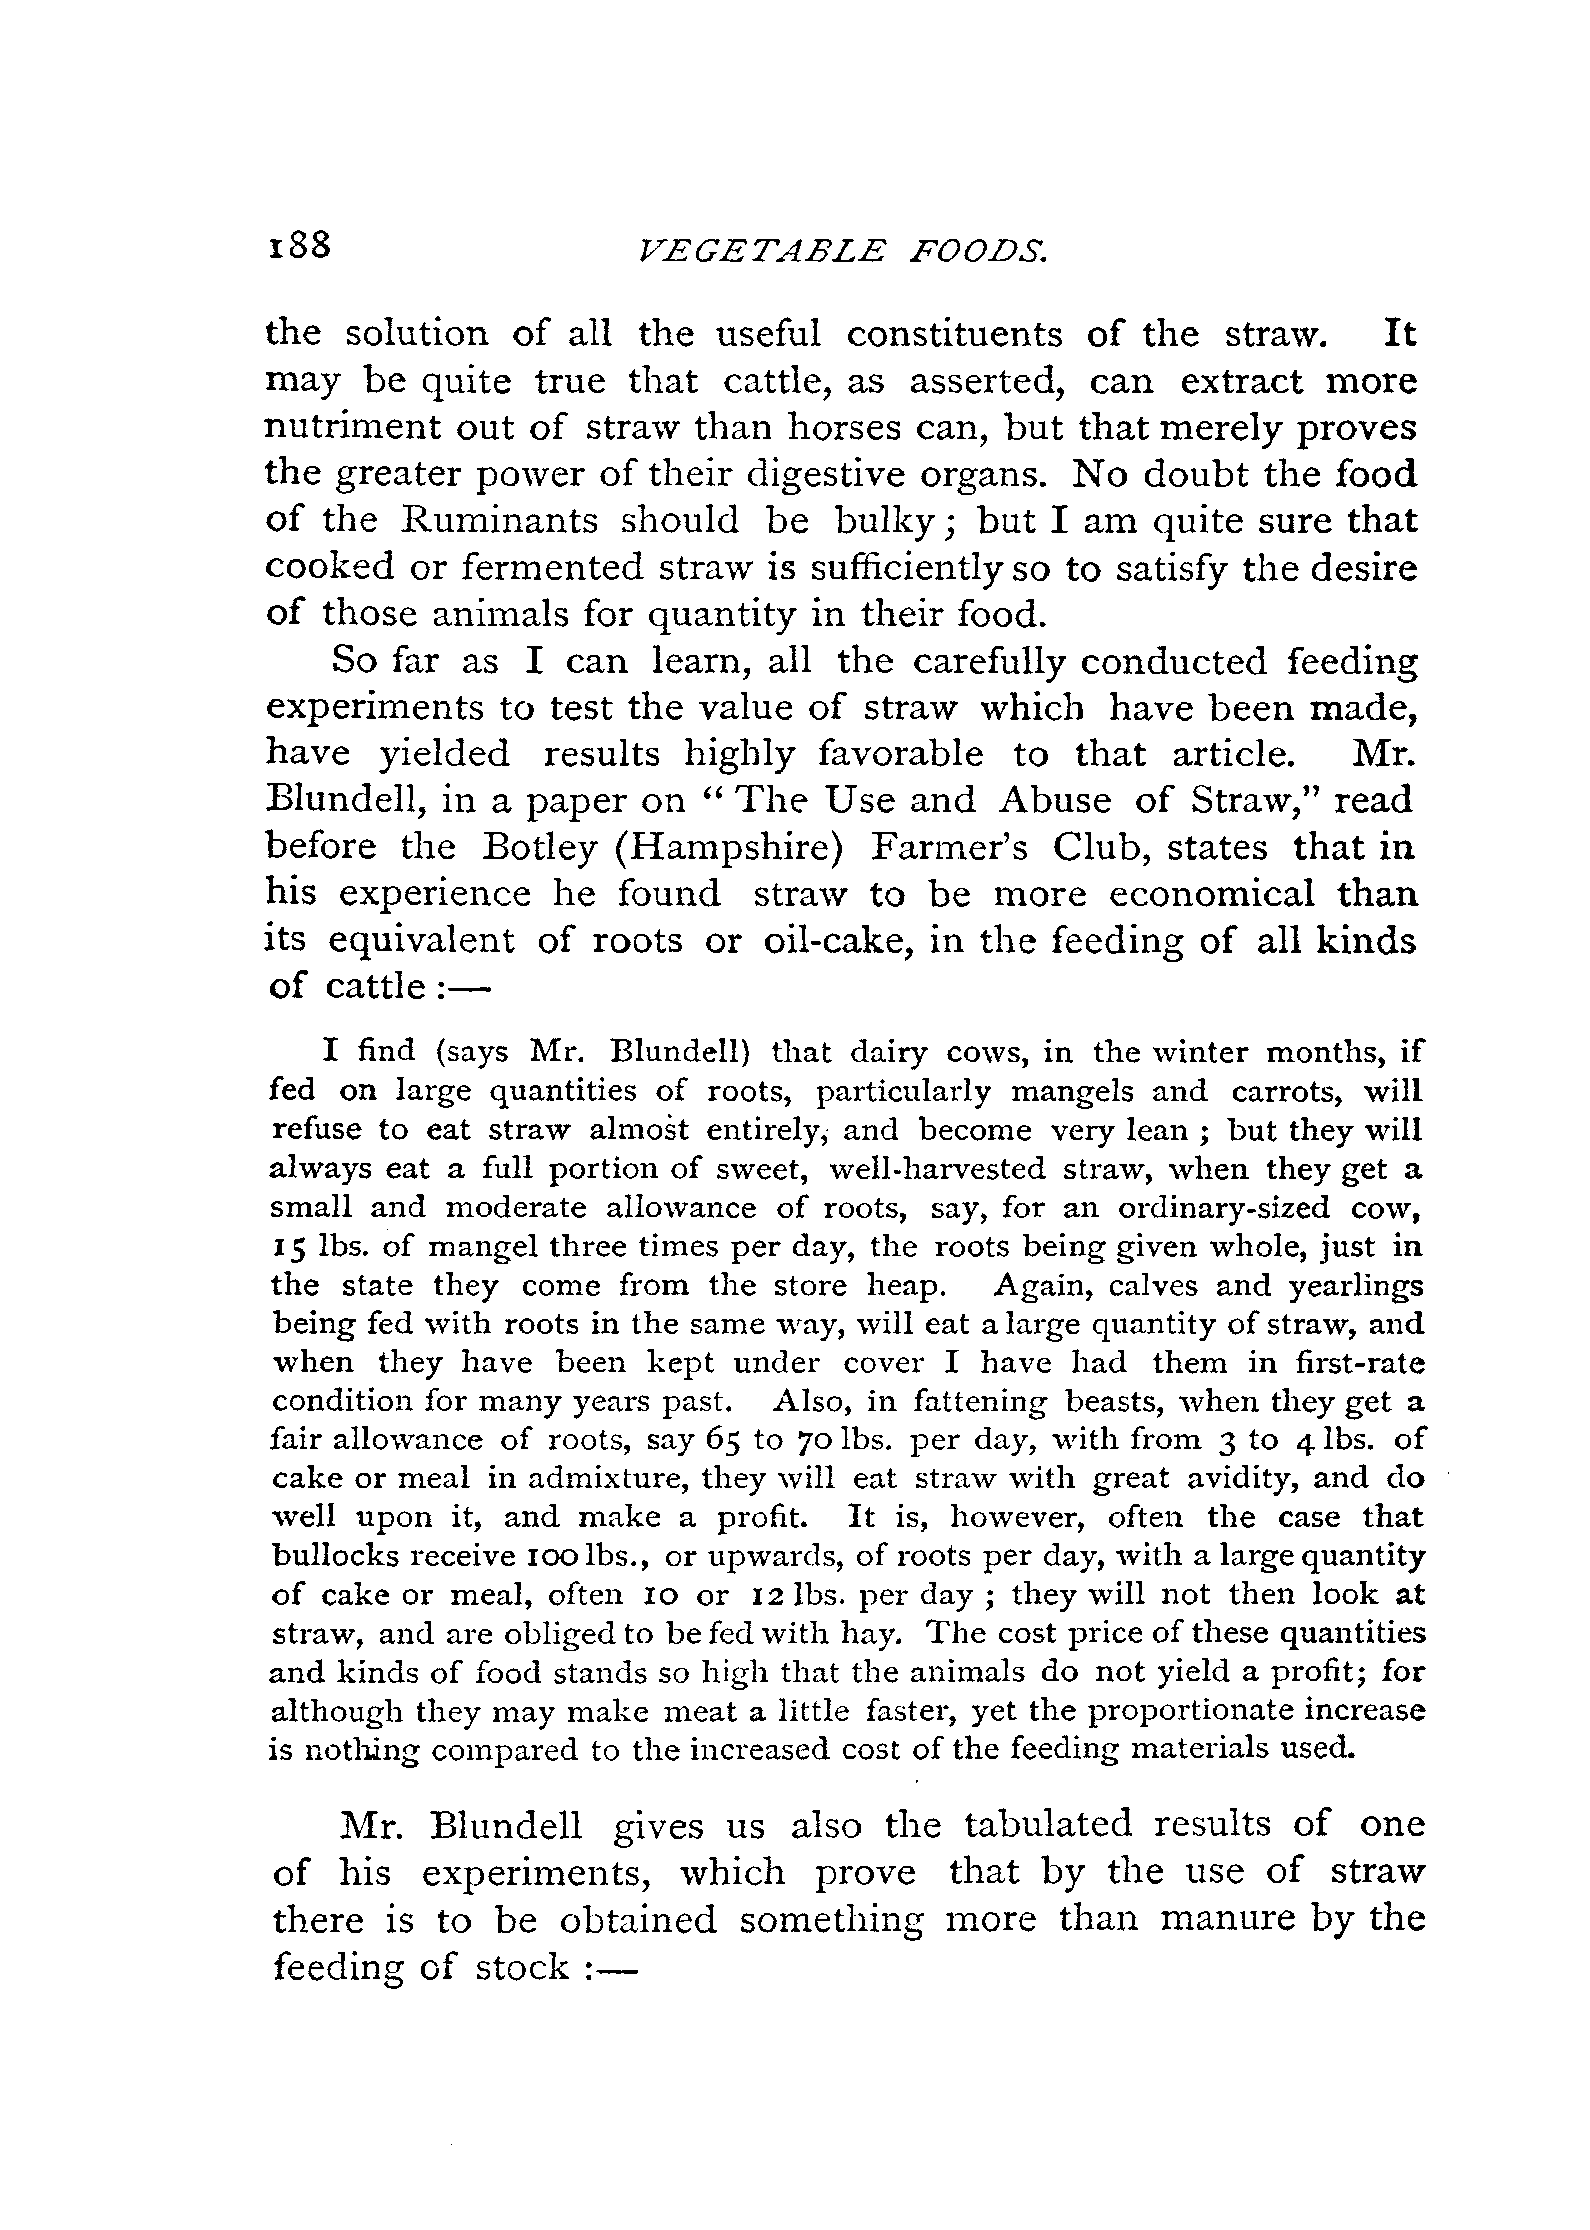 188 VEGETABLE FOODS.
the solution of all the useful constituents of the straw. It
may be quite true that cattle, as asserted, can extract more
nutriment out of straw than horses can, but that merely proves
the greater power of their digestive organs. No doubt the food
of the Ruminants should be bulky; but I am quite sure that
cooked or fermented straw is sufficiently so to satisfy the desire
of those animals for quantity in their food.
So far as I can learn, all the carefully conducted feeding
experiments to test the value of straw which have been made,
have yielded results highly favorable to that article. Mr.
Blundell, in a paper on “ The Use and Abuse of Straw,” read
before the Botley (Hampshire) Farmer’s Club, states that in
his experience he found straw to be more economical than
its equivalent of roots or oil-cake, in the feeding of all kinds
of cattle :—
I find (says Mr. Blundell) that dairy cows, in the winter months, if
fed on large quantities of roots, particularly mangels and carrots, will
refuse to eat straw almost entirely, and become very lean ; but they will
always eat a full portion of sweet, well-harvested straw, when they get a
small and moderate allowance of roots, say, for an ordinary-sized cow,
15 lbs. of mangel three times per day, the roots being given whole, just in
the state they come from the store heap. Again, calves and yearlings
being fed with roots in the same way, will eat a large quantity of straw, and
when they have been kept under cover I have had them in first-rate
condition for many years past. Also, in fattening beasts, when they get a
fair allowance of roots, say 65 to 70 lbs. per day, with from 3 to 4 lbs. of
cake or meal in admixture, they will eat straw with great avidity, and do
well upon it, and make a profit. It is, however, often the case that
bullocks receive 100 lbs., or upwards, of roots per day, with a large quantity
of cake or meal, often 10 or 12 lbs. per day ; they will not then look at
straw, and are obliged to be fed with hay. The cost price of these quantities
and kinds of food stands so high that the animals do not yield a profit; for
although they may make meat a little faster, yet the proportionate increase
is nothing compared to the increased cost of the feeding materials used.
Mr. Blundell gives us also the tabulated results of one
of his experiments, which prove that by the use of straw
there is to be obtained something more than manure by the
feeding of stock :—